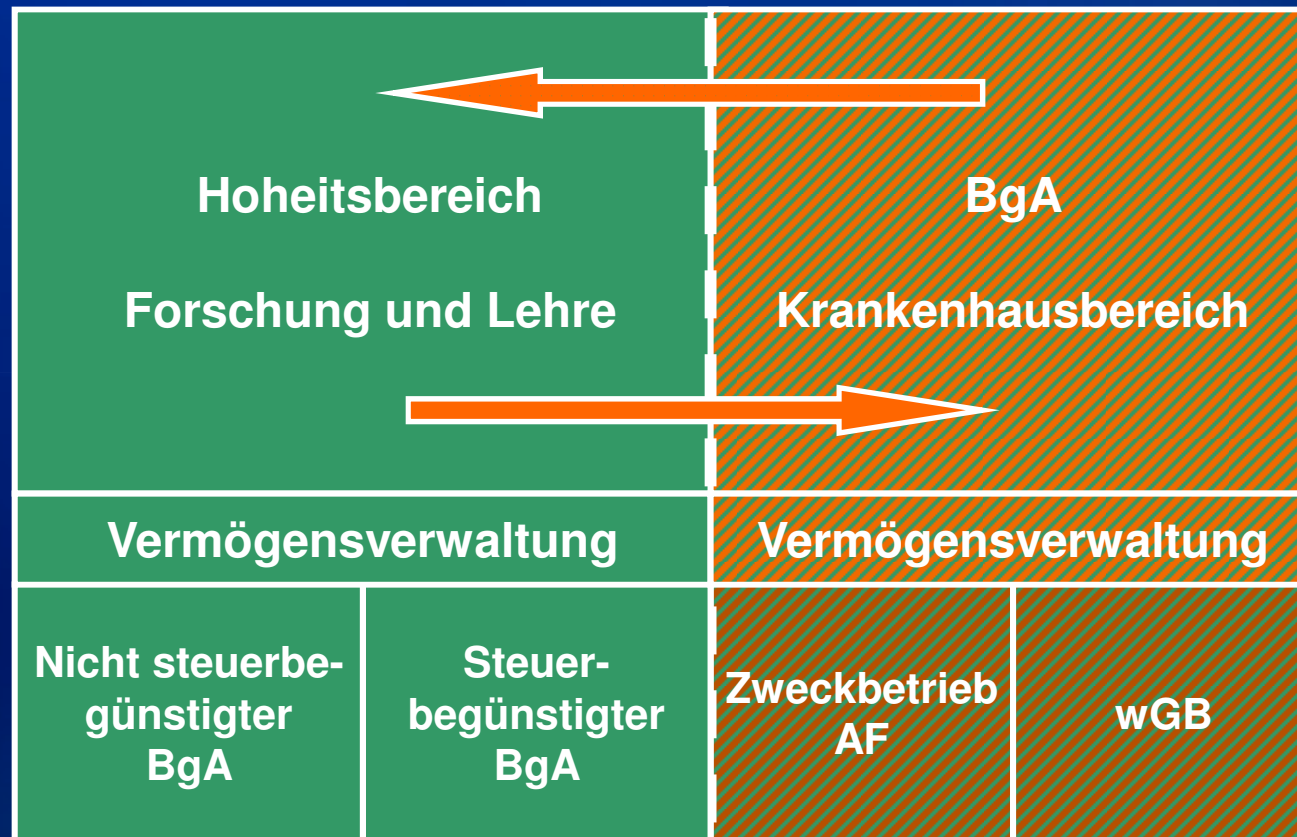 Hoheitsbereich
BgA
Forschung und Lehre
Krankenhausbereich
Vermögensverwaltung
Vermögensverwaltung
Nicht steuerbe-
günstigter
BgA
Steuer-
begünstigter
BgA
Zweckbetrieb
AF
wGB